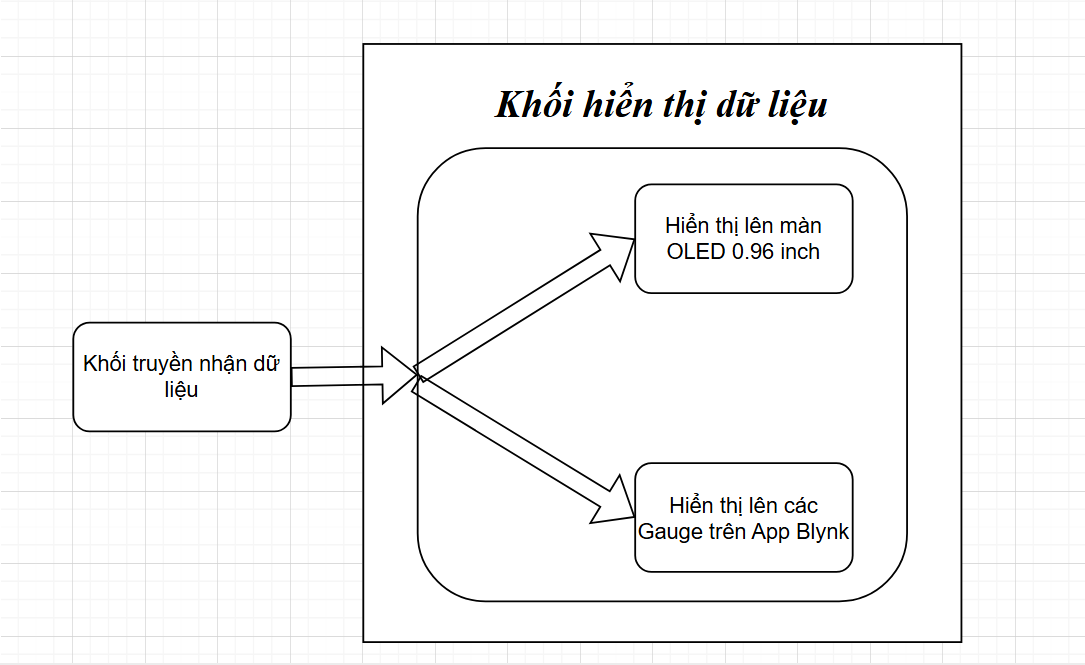 Khối hiển thị dữ liệu
Hiển thị lên màn
OLED 0.96 inch
Khối truyền nhận dữ
liệu
Hiển thị lên các
Gauge trên App Blynk